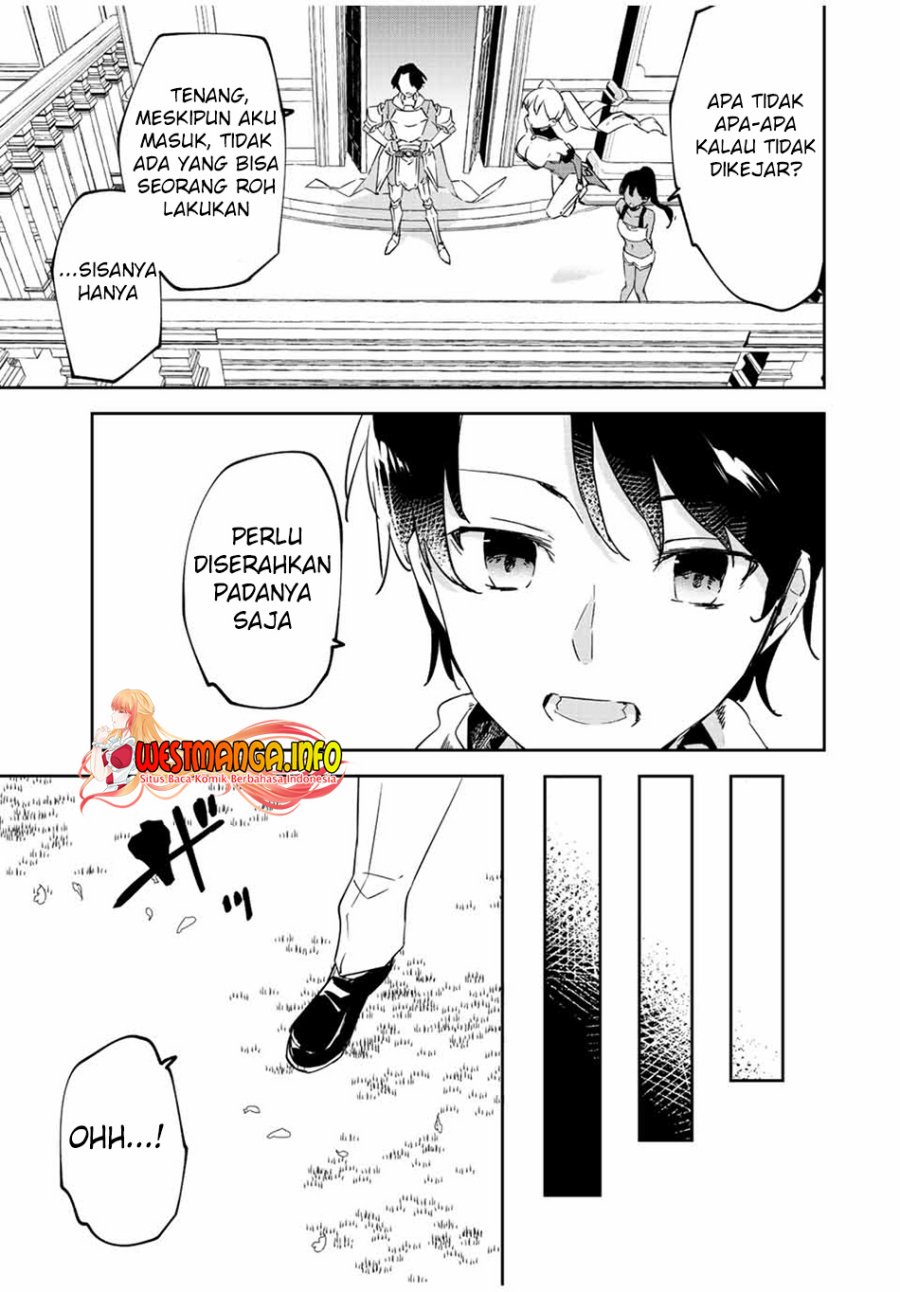 APA TIDAK
APA-APA
KALAU TIDAK
DIKEJAR?
TENANG,
MESKIPUN AKU
MASUK, TIDAK
ADA YANG BISA
SEORANG ROH
LAKUKAN
...SISANYA
HANYA
PERLU
DISERAHKAN
PADANYA
SAJA
WESTMANGA.INFO
Situs Baca Komik Berbahasa Indonesia
OHH...!